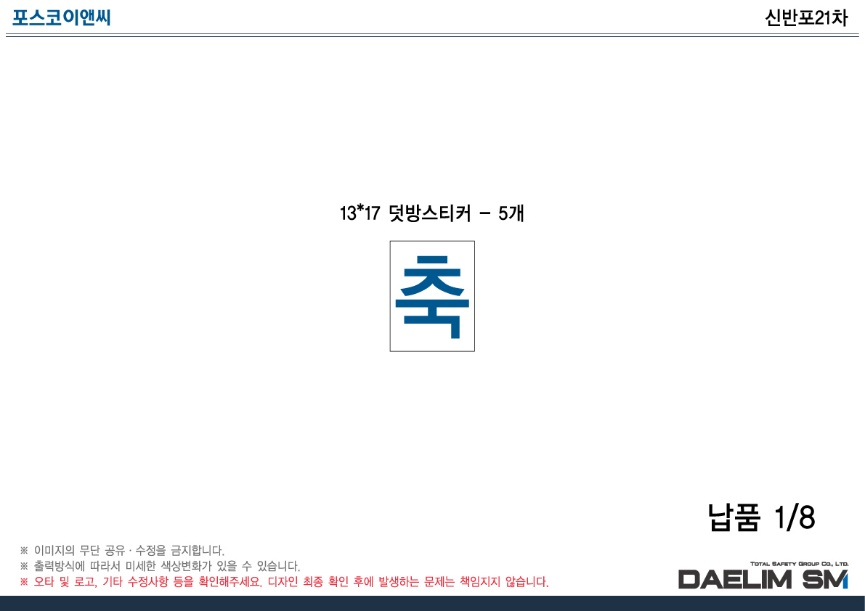 포스코이앤씨
신반포21차
13*17 덧방스티커 - 5개
축
납품 1/8
※ 이미지의 무단 공유·수정을 금지합니다.
※ 출력방식에 따라서 미세한 색상변화가 있을 수 있습니다.
※ 오타 및 로고, 기타 수정사항 등을 확인해주세요. 디자인 최종 확인 후에 발생하는 문제는 책임지지 않습니다.
TOTAL SAFETY GROUP CO., LTD.
DAELIM SM